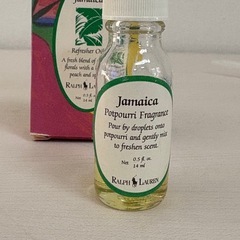 Jamaica
Refresher Oil
A fresh blend of
florals with a
peach and
RALPH LAUREN
0.5 fl. oz.
14 ml
Jamaica
Potpourri Fragrance
Pour by droplets onto
potpourri and gently mix
to freshen scent.
Net 0.5 fl. oz.
14 ml
RALPH LAUREN